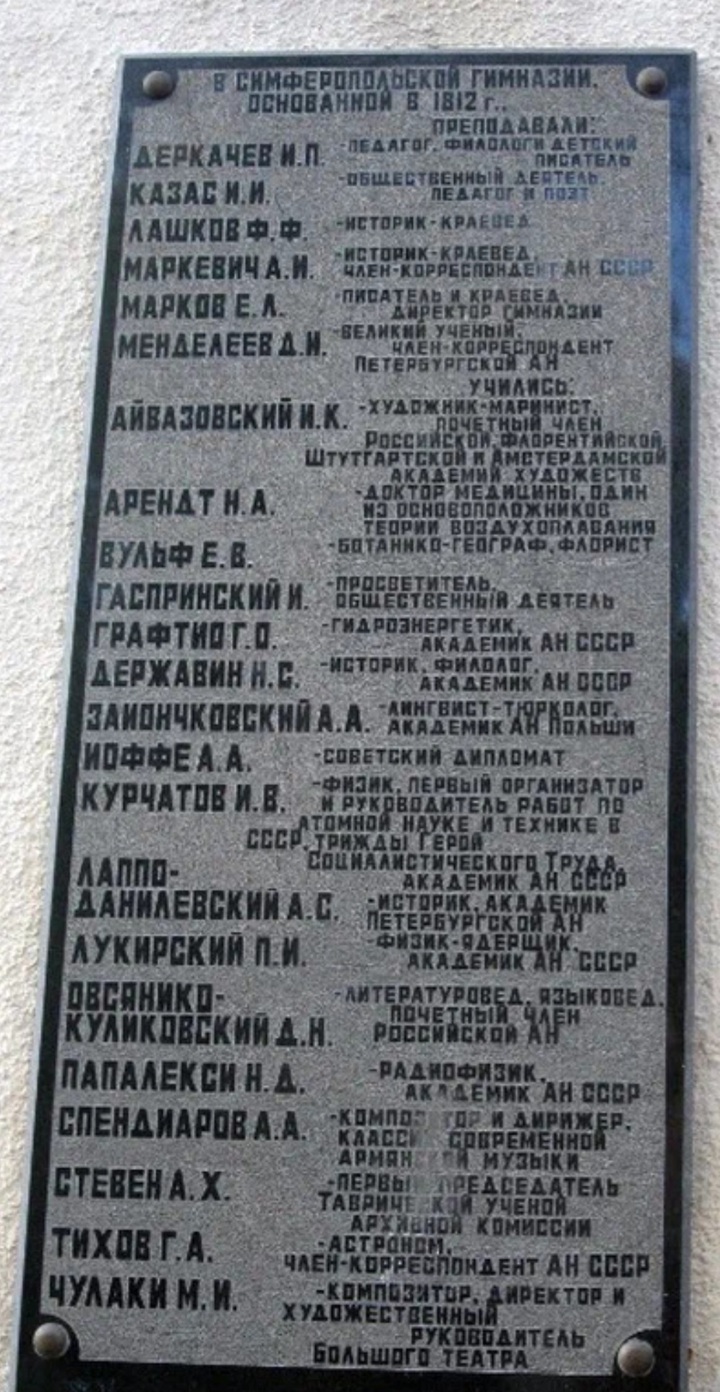 В СИМФЕРОПОЛЬСКОЙ ГИМНАЗИИ,
ОСНОВАННОЙ В 1812 г.,
ПРЕПОДАВАЛИ:
ДЕРКАЧЕВ И.П. -ПЕДАГОГ, ФИЛОЛОГ И ДЕТСКИЙ
ПИСАТЕЛЬ
КАЗАС И.И. -ОБЩЕСТВЕННЫЙ ДЕЯТЕЛЬ,
ПЕДАГОГ И ПОЭТ
ЛАШКОВ Ф.Ф. -ИСТОРИК-КРАЕВЕД
МАРКЕВИЧ А.И. -ИСТОРИК-КРАЕВЕД,
ЧЛЕН-КОРРЕСПОНДЕНТ АН СССР
МАРКОВ Е.Л. -ПИСАТЕЛЬ И КРАЕВЕД,
ДИРЕКТОР ГИМНАЗИИ
МЕНДЕЛЕЕВ Д.И. -ВЕЛИКИЙ УЧЕНЫЙ,
ЧЛЕН-КОРРЕСПОНДЕНТ
ПЕТЕРБУРГСКОЙ АН
УЧИЛИСЬ:
АЙВАЗОВСКИЙ И.К. -ХУДОЖНИК-МАРИНИСТ,
ПОЧЕТНЫЙ ЧЛЕН
РОССИЙСКОЙ, ФЛОРЕНТИЙСКОЙ,
ШТУТГАРТСКОЙ И АМСТЕРДАМСКОЙ
АКАДЕМИЙ ХУДОЖЕСТВ
АРЕНДТ Н.А. -ДОКТОР МЕДИЦИНЫ, ОДИН
ИЗ ОСНОВОПОЛОЖНИКОВ
ТЕОРИИ ВОЗДУХОПЛАВАНИЯ
ВУЛЬФ Е.В. -БОТАНИКО-ГЕОГРАФ, ФЛОРИСТ
ГАСПРИНСКИЙ И. -ПРОСВЕТИТЕЛЬ,
ОБЩЕСТВЕННЫЙ ДЕЯТЕЛЬ
ГРАФТИО Г.О. -ГИДРОЭНЕРГЕТИК,
АКАДЕМИК АН СССР
ДЕРЖАВИН Н.С. -ИСТОРИК, ФИЛОЛОГ,
АКАДЕМИК АН СССР
ЗАИОНЧКОВСКИЙ А.А. -ЛИНГВИСТ-ТЮРКОЛОГ,
АКАДЕМИК АН ПОЛЬШИ
ИОФФЕ А.А. -СОВЕТСКИЙ ДИПЛОМАТ
КУРЧАТОВ И.В. -ФИЗИК, ПЕРВЫЙ ОРГАНИЗАТОР
И РУКОВОДИТЕЛЬ РАБОТ ПО
АТОМНОЙ НАУКЕ И ТЕХНИКЕ В
СССР, ТРИЖДЫ ГЕРОЙ
СОЦИАЛИСТИЧЕСКОГО ТРУДА,
АКАДЕМИК АН СССР
ЛАППО-
ДАНИЛЕВСКИЙ А.С. -ИСТОРИК, АКАДЕМИК
ПЕТЕРБУРГСКОЙ АН
ЛУКИРСКИЙ П.И. -ФИЗИК-ЯДЕРЩИК,
АКАДЕМИК АН СССР
ОВСЯНИКО-
КУЛИКОВСКИЙ Д.Н. -ЛИТЕРАТУРОВЕД, ЯЗЫКОВЕД,
ПОЧЕТНЫЙ ЧЛЕН
РОССИЙСКОЙ АН
ПАПАЛЕКСИ Н.Д. -РАДИОФИЗИК,
АКАДЕМИК АН СССР
СПЕНДИАРОВ А.А. -КОМПОЗИТОР И ДИРИЖЕР,
КЛАССИК СОВРЕМЕННОЙ
АРМЯНСКОЙ МУЗЫКИ
СТЕВЕН А.Х. -ПЕРВЫЙ ПРЕДСЕДАТЕЛЬ
ТАВРИЧЕСКОЙ УЧЕНОЙ
АРХИВНОЙ КОМИССИИ
ТИХОВ Г.А. -АСТРОНОМ,
ЧЛЕН-КОРРЕСПОНДЕНТ АН СССР
ЧУЛАКИ М.И. -КОМПОЗИТОР, ДИРЕКТОР И
ХУДОЖЕСТВЕННЫЙ
РУКОВОДИТЕЛЬ
БОЛЬШОГО ТЕАТРА